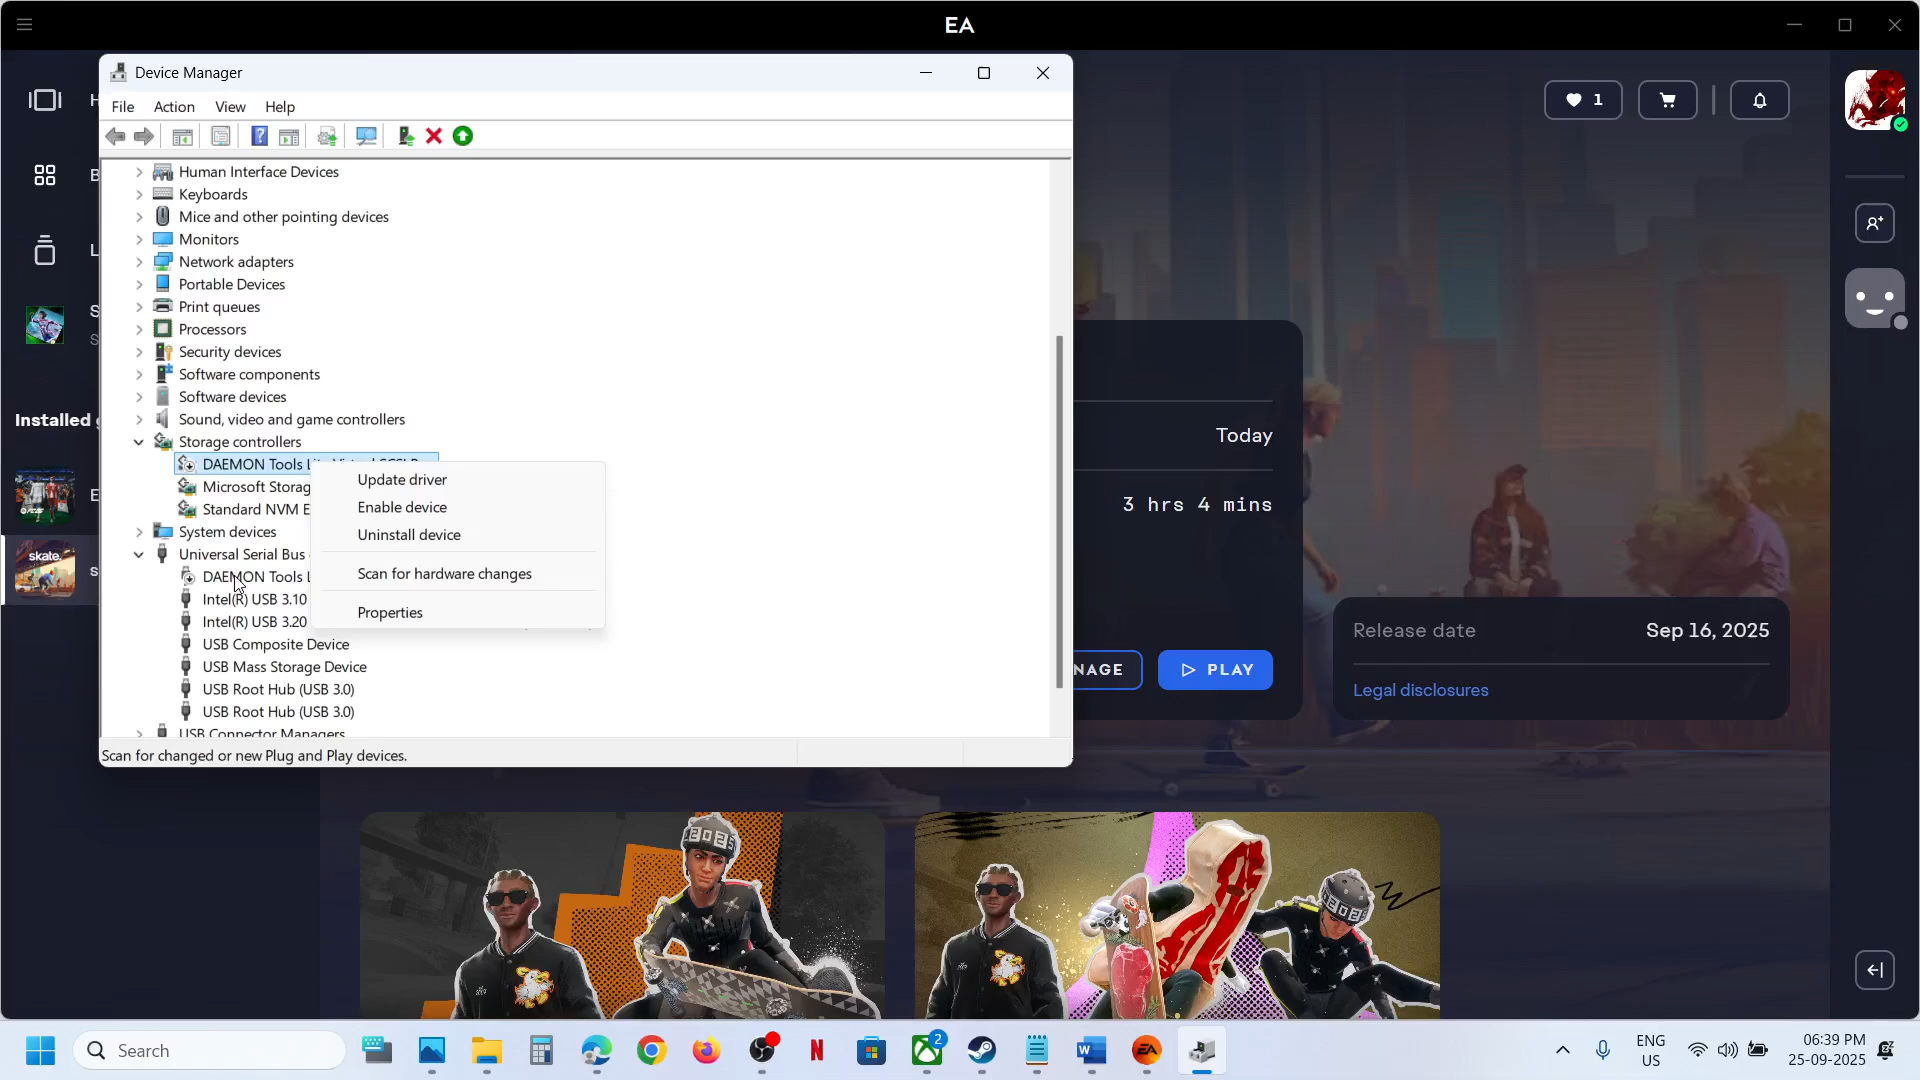 EA
Device Manager
File Action View Help
Human Interface Devices
Keyboards
Mice and other pointing devices
Monitors
Network adapters
Portable Devices
Print queues
Processors
Security devices
Software components
Software devices
Sound, video and game controllers
Storage controllers
DAEMON Tools
Microsoft Storag
Standard NVM E
System devices
Universal Serial Bus
DAEMON Tools L
Intel(R) USB 3.10
Intel(R) USB 3.20
USB Composite Device
USB Mass Storage Device
USB Root Hub (USB 3.0)
USB Root Hub (USB 3.0)
USB Connector Managers
Scan for changed or new Plug and Play devices.
Update driver
Enable device
Uninstall device
Scan for hardware changes
Properties
H
B
L
S
S
Installed
E
skate.
s
1
Today
3 hrs 4 mins
NAGE
PLAY
Release date Sep 16, 2025
Legal disclosures
2025
2025
Search
2
EA
ENG
US
06:39 PM
25-09-2025